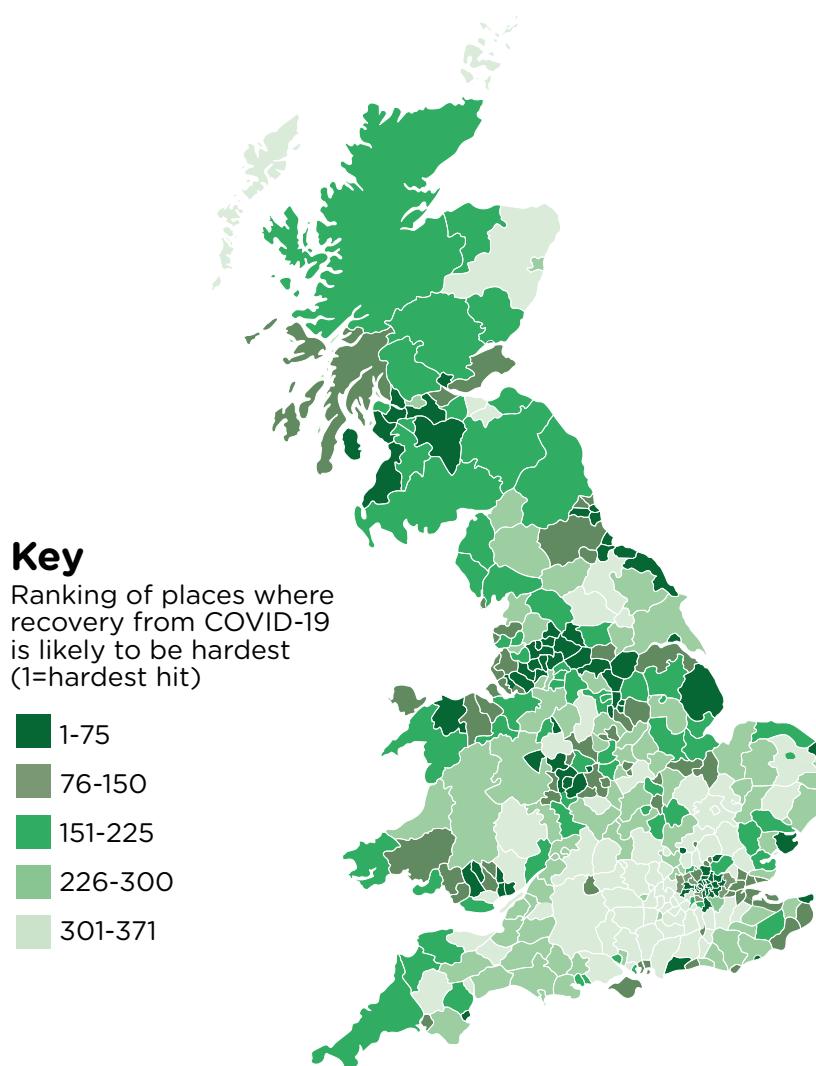 Key
Ranking of places where
recovery from COVID-19
is likely to be hardest
(1=hardest hit)
1-75
76-150
151-225
226-300
301-371